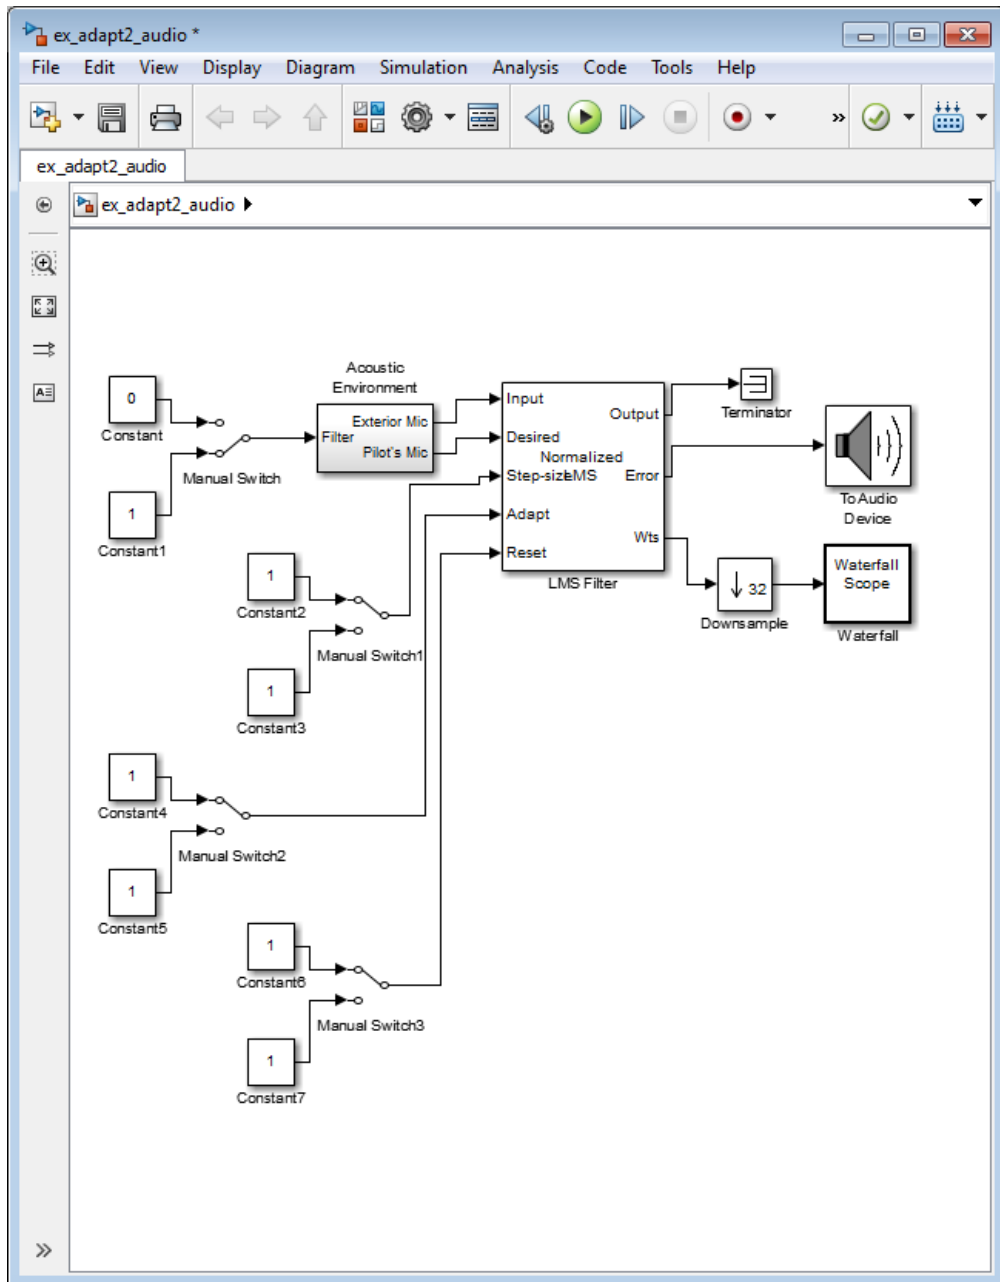 ex_adapt2_audio *
File Edit View Display Diagram Simulation Analysis Code Tools Help
»
ex_adapt2_audio
ex_adapt2_audio
0
Constant
1
Constant1
Manual Switch
Acoustic
Environment
Filter
Exterior Mic
Pilot's Mic
Input
Desired
Normalized
Step-size LMS
Adapt
Reset
Output
Error
Wts
LMS Filter
Terminator
To Audio
Device
32
Downsample
Waterfall
Scope
Waterfall
1
Constant2
1
Constant3
Manual Switch1
1
Constant4
1
Constant5
Manual Switch2
1
Constant6
1
Constant7
Manual Switch3